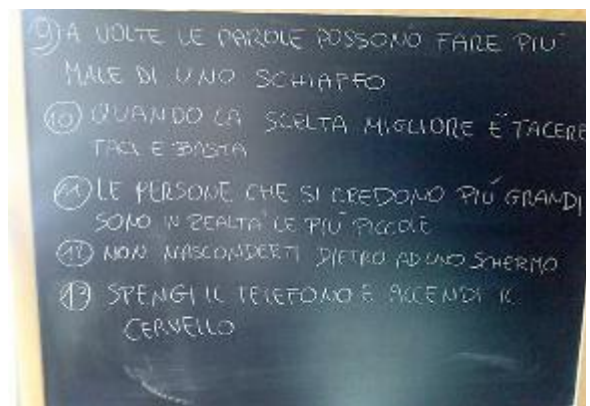 9) A VOLTE LE PAROLE POSSONO FARE PIU'
MALE DI UNO SCHIAFFO
10) QUANDO LA SCELTA MIGLIORE È TACERE
TACI E BASTA
11) LE PERSONE CHE SI CREDONO PIÙ GRANDI
SONO IN REALTA' LE PIÙ PICCOLE
12) NON NASCONDERTI DIETRO AD UNO SCHERMO
13) SPENGI IL TELEFONO E ACCENDI IL
CERVELLO